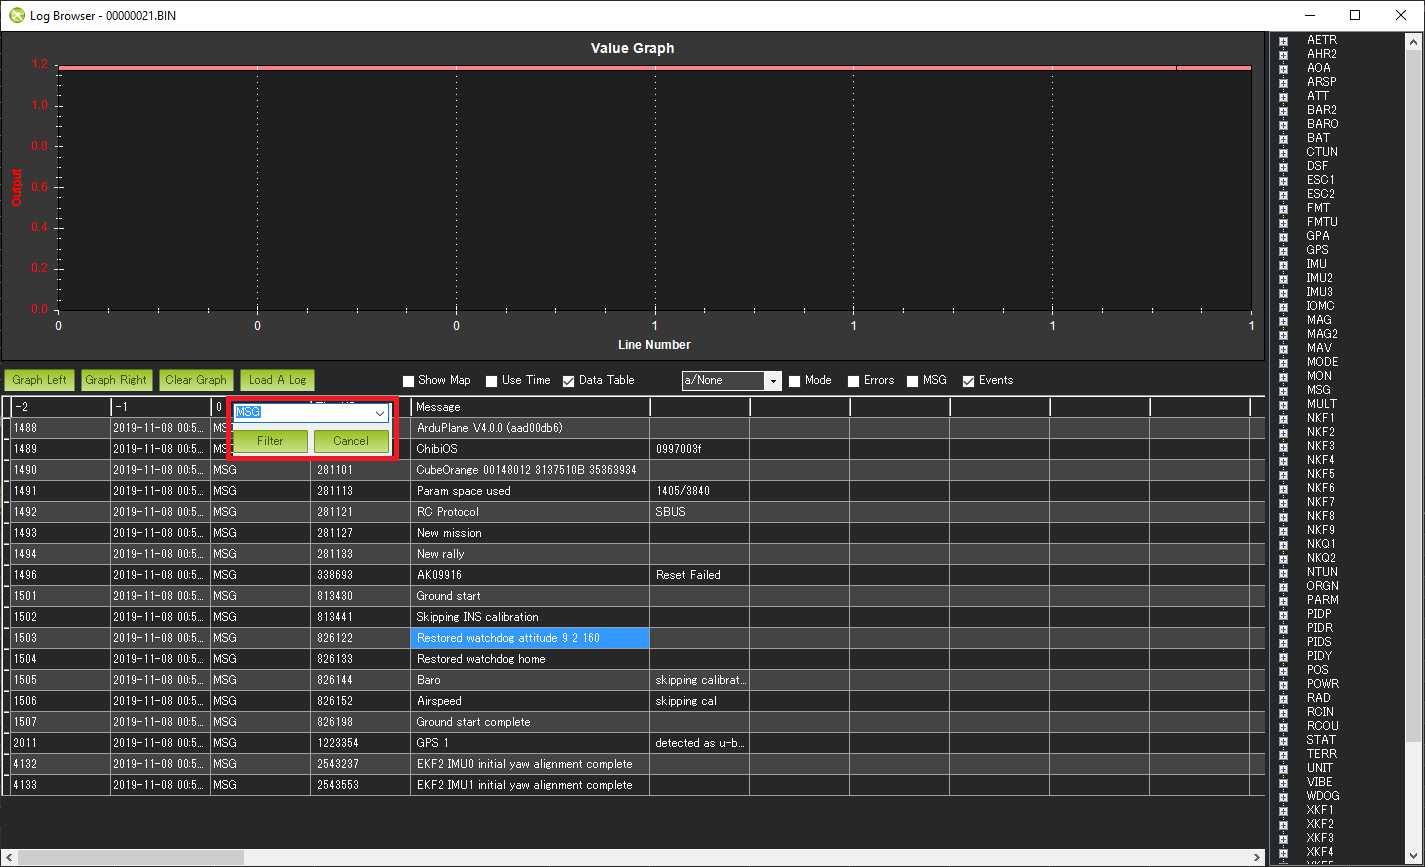 Log Browser - 00000021.BIN
Value Graph
Output
1.2
1.0
0.8
0.6
0.4
0.2
0.0
0 0 0 1 1 1 1
Line Number
Graph Left Graph Right Clear Graph Load A Log Show Map Use Time Data Table a/None Mode Errors MSG Events
-2 -1 0 Message
MSG
Filter Cancel
1488 2019-11-08 00:5... ArduPlane V4.0.0 (aad00db6)
1489 2019-11-08 00:5... ChibiOS 0997003f
1490 2019-11-08 00:5... MSG 281101 CubeOrange 00148012 3137510B 35363934
1491 2019-11-08 00:5... MSG 281113 Param space used 1405/3840
1492 2019-11-08 00:5... MSG 281121 RC Protocol SBUS
1493 2019-11-08 00:5... MSG 281127 New mission
1494 2019-11-08 00:5... MSG 281133 New rally
1496 2019-11-08 00:5... MSG 338693 AK09916 Reset Failed
1501 2019-11-08 00:5... MSG 813430 Ground start
1502 2019-11-08 00:5... MSG 813441 Skipping INS calibration
1503 2019-11-08 00:5... MSG 826122 Restored watchdog attitude 9 2 160
1504 2019-11-08 00:5... MSG 826133 Restored watchdog home
1505 2019-11-08 00:5... MSG 826144 Baro skipping calibrat...
1506 2019-11-08 00:5... MSG 826152 Airspeed skipping cal
1507 2019-11-08 00:5... MSG 826198 Ground start complete
2011 2019-11-08 00:5... MSG 1223354 GPS 1 detected as u-b...
4132 2019-11-08 00:5... MSG 2543237 EKF2 IMU0 initial yaw alignment complete
4133 2019-11-08 00:5... MSG 2543553 EKF2 IMU1 initial yaw alignment complete
AETR
AHR2
AOA
ARSP
ATT
BAR2
BARO
BAT
CTUN
DSF
ESC1
ESC2
FMT
FMTU
GPA
GPS
IMU
IMU2
IMU3
IOMC
MAG
MAG2
MAV
MODE
MON
MSG
MULT
NKF1
NKF2
NKF3
NKF4
NKF5
NKF6
NKF7
NKF8
NKF9
NKQ1
NKQ2
NTUN
ORGN
PARM
PIDP
PIDR
PIDS
PIDY
POS
POWR
RAD
RCIN
RCOU
STAT
TERR
UNIT
VIBE
WDOG
XKF1
XKF2
XKF3
XKF4